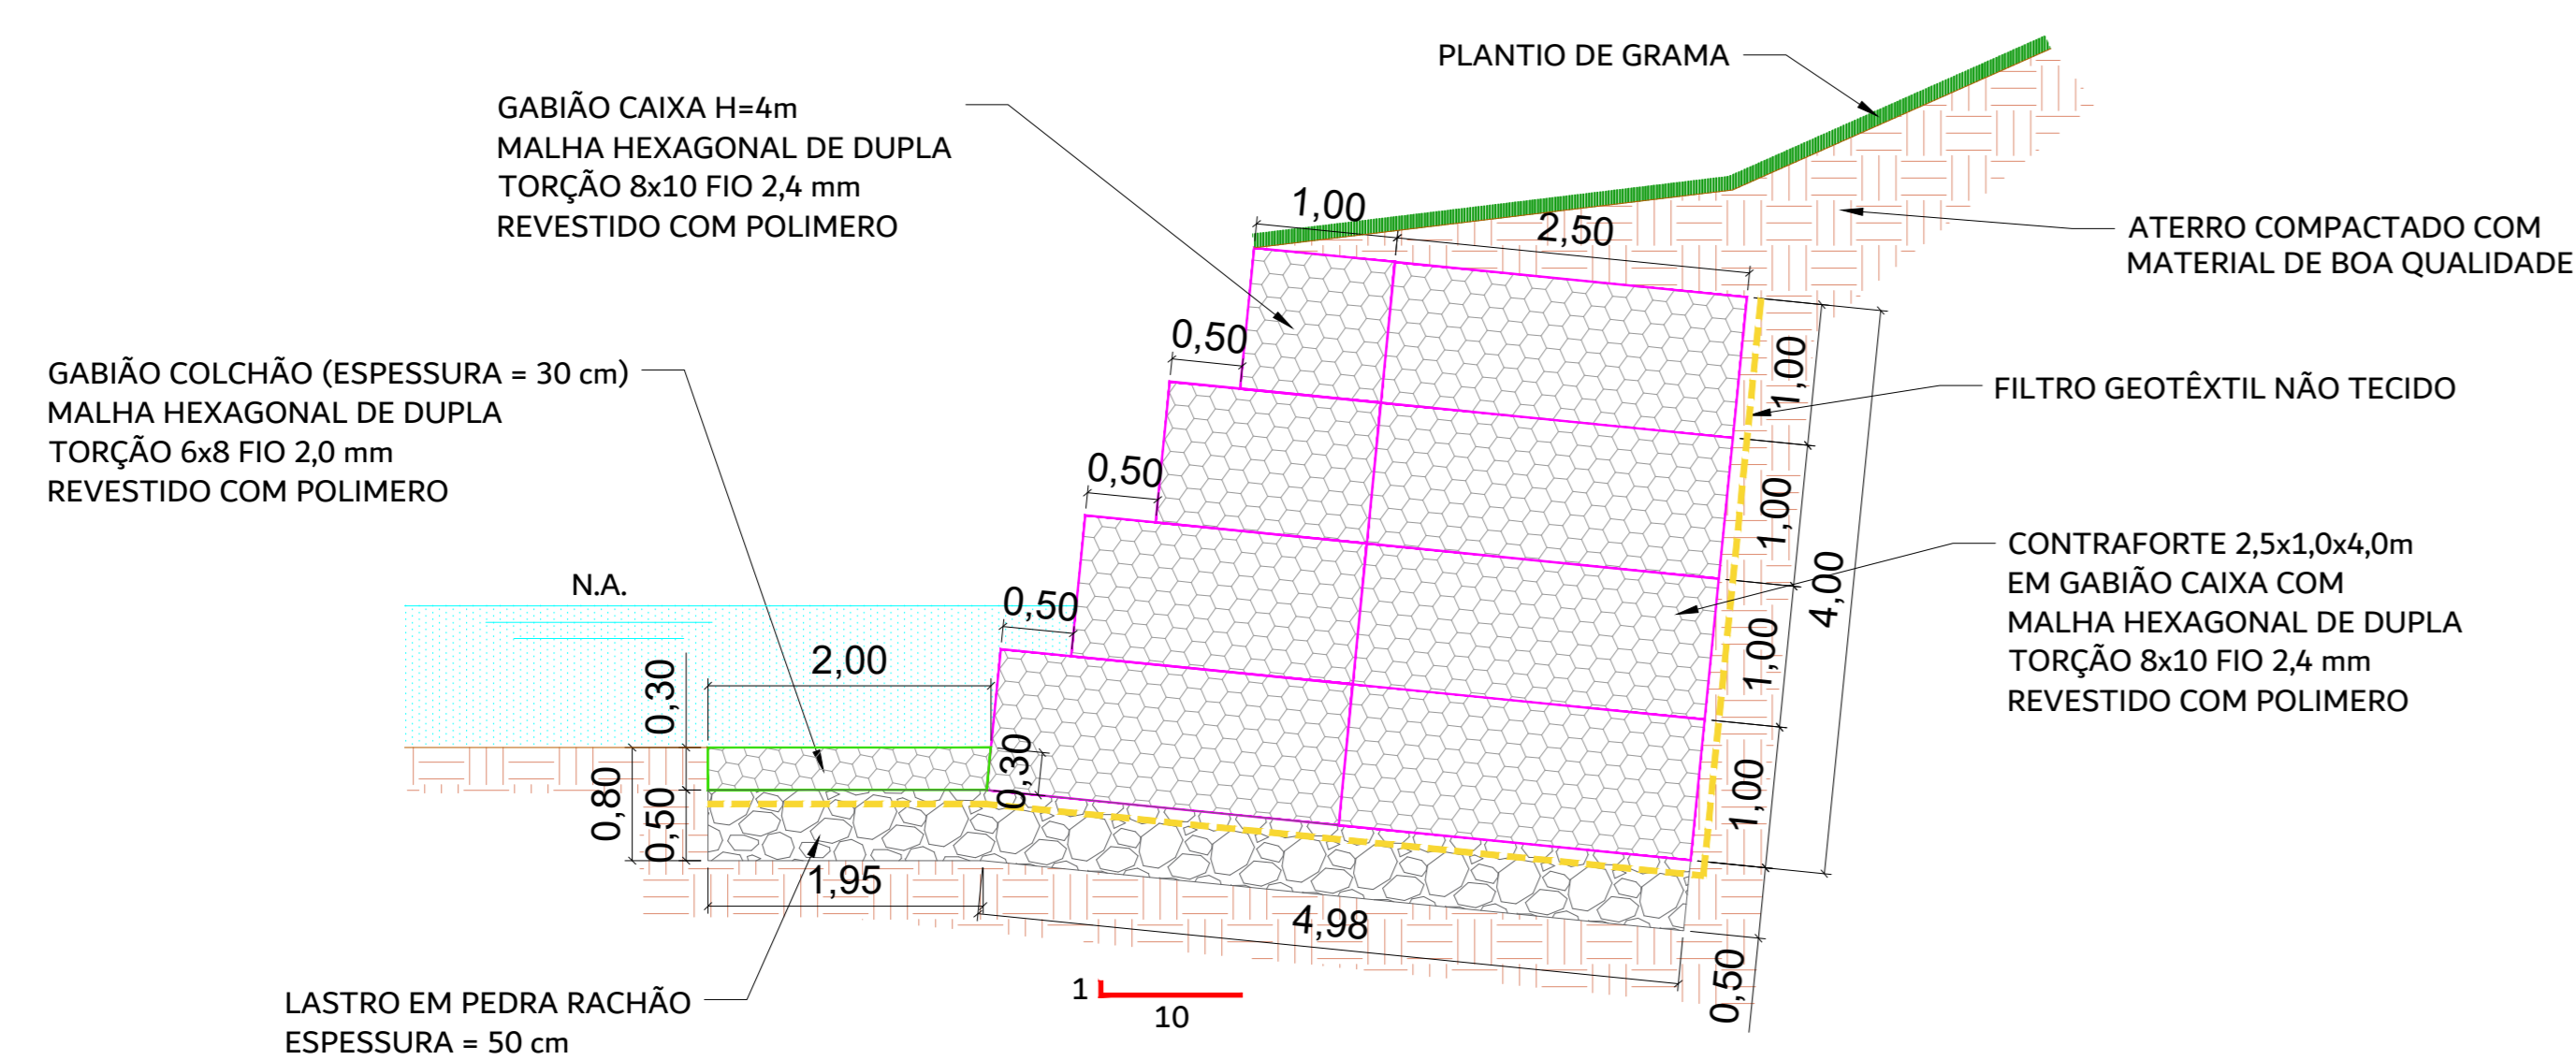 PLANTIO DE GRAMA
GABIÃO CAIXA H=4m
MALHA HEXAGONAL DE DUPLA
TORÇÃO 8x10 FIO 2,4 mm
REVESTIDO COM POLIMERO
1,00
2,50
ATERRO COMPACTADO COM
MATERIAL DE BOA QUALIDADE
0,50
1,00
GABIÃO COLCHÃO (ESPESSURA = 30 cm)
MALHA HEXAGONAL DE DUPLA
TORÇÃO 6x8 FIO 2,0 mm
REVESTIDO COM POLIMERO
FILTRO GEOTÊXTIL NÃO TECIDO
0,50
1,00
CONTRAFORTE 2,5x1,0x4,0m
EM GABIÃO CAIXA COM
MALHA HEXAGONAL DE DUPLA
TORÇÃO 8x10 FIO 2,4 mm
REVESTIDO COM POLIMERO
N.A.
0,50
4,00
2,00
1,00
0,30
0,30
1,00
0,80
0,50
1,95
4,98
0,50
LASTRO EM PEDRA RACHÃO
ESPESSURA = 50 cm
1
10